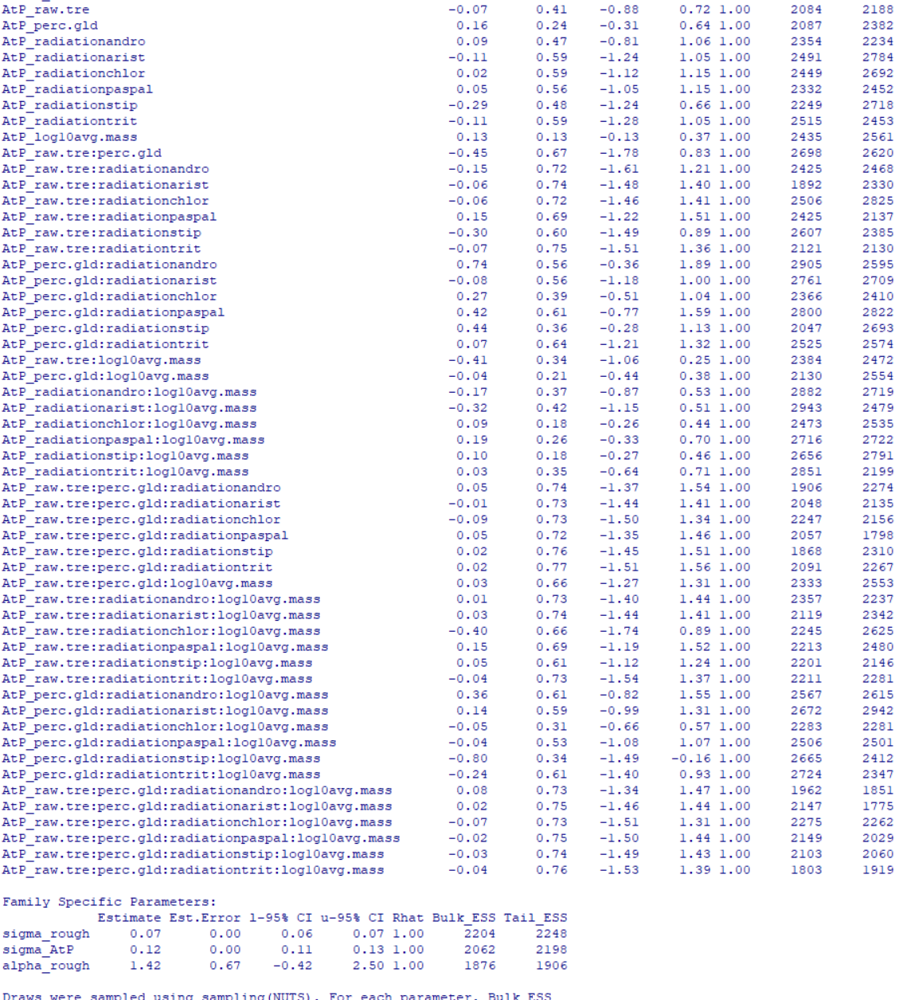 AtP_raw.tre -0.07 0.41 -0.88 0.72 1.00 2084 2188
AtP_perc.gld 0.16 0.24 -0.31 0.64 1.00 2087 2382
AtP_radiationandro 0.09 0.47 -0.81 1.06 1.00 2354 2234
AtP_radiationarist -0.11 0.59 -1.24 1.05 1.00 2491 2784
AtP_radiationchlor 0.02 0.59 -1.12 1.15 1.00 2449 2692
AtP_radiationpaspal 0.05 0.56 -1.05 1.15 1.00 2332 2452
AtP_radiationstip -0.29 0.48 -1.24 0.66 1.00 2249 2718
AtP_radiationtrit -0.11 0.59 -1.28 1.05 1.00 2515 2453
AtP_log10avg.mass 0.13 0.13 -0.13 0.37 1.00 2435 2561
AtP_raw.tre:perc.gld -0.45 0.67 -1.78 0.83 1.00 2698 2620
AtP_raw.tre:radiationandro -0.15 0.72 -1.61 1.21 1.00 2425 2468
AtP_raw.tre:radiationarist -0.06 0.74 -1.48 1.40 1.00 1892 2330
AtP_raw.tre:radiationchlor -0.06 0.72 -1.46 1.41 1.00 2506 2825
AtP_raw.tre:radiationpaspal 0.15 0.69 -1.22 1.51 1.00 2425 2137
AtP_raw.tre:radiationstip -0.30 0.60 -1.49 0.89 1.00 2607 2385
AtP_raw.tre:radiationtrit -0.07 0.75 -1.51 1.36 1.00 2121 2130
AtP_perc.gld:radiationandro 0.74 0.56 -0.36 1.89 1.00 2905 2595
AtP_perc.gld:radiationarist -0.08 0.56 -1.18 1.00 1.00 2761 2709
AtP_perc.gld:radiationchlor 0.27 0.39 -0.51 1.04 1.00 2366 2410
AtP_perc.gld:radiationpaspal 0.42 0.61 -0.77 1.59 1.00 2800 2822
AtP_perc.gld:radiationstip 0.44 0.36 -0.28 1.13 1.00 2047 2693
AtP_perc.gld:radiationtrit 0.07 0.64 -1.21 1.32 1.00 2525 2574
AtP_raw.tre:log10avg.mass -0.41 0.34 -1.06 0.25 1.00 2384 2472
AtP_perc.gld:log10avg.mass -0.04 0.21 -0.44 0.38 1.00 2130 2554
AtP_radiationandro:log10avg.mass -0.17 0.37 -0.87 0.53 1.00 2882 2719
AtP_radiationarist:log10avg.mass -0.32 0.42 -1.15 0.51 1.00 2943 2479
AtP_radiationchlor:log10avg.mass 0.09 0.18 -0.26 0.44 1.00 2473 2535
AtP_radiationpaspal:log10avg.mass 0.19 0.26 -0.33 0.70 1.00 2716 2722
AtP_radiationstip:log10avg.mass 0.10 0.18 -0.27 0.46 1.00 2656 2791
AtP_radiationtrit:log10avg.mass 0.03 0.35 -0.64 0.71 1.00 2851 2199
AtP_raw.tre:perc.gld:radiationandro 0.05 0.74 -1.37 1.54 1.00 1906 2274
AtP_raw.tre:perc.gld:radiationarist -0.01 0.73 -1.44 1.41 1.00 2048 2135
AtP_raw.tre:perc.gld:radiationchlor -0.09 0.73 -1.50 1.34 1.00 2247 2156
AtP_raw.tre:perc.gld:radiationpaspal 0.05 0.72 -1.35 1.46 1.00 2057 1798
AtP_raw.tre:perc.gld:radiationstip 0.02 0.76 -1.45 1.51 1.00 1868 2310
AtP_raw.tre:perc.gld:radiationtrit 0.02 0.77 -1.51 1.56 1.00 2091 2267
AtP_raw.tre:perc.gld:log10avg.mass 0.03 0.66 -1.27 1.31 1.00 2333 2553
AtP_raw.tre:radiationandro:log10avg.mass 0.01 0.73 -1.40 1.44 1.00 2357 2237
AtP_raw.tre:radiationarist:log10avg.mass 0.03 0.74 -1.44 1.41 1.00 2119 2342
AtP_raw.tre:radiationchlor:log10avg.mass -0.40 0.66 -1.74 0.89 1.00 2245 2625
AtP_raw.tre:radiationpaspal:log10avg.mass 0.15 0.69 -1.19 1.52 1.00 2213 2480
AtP_raw.tre:radiationstip:log10avg.mass 0.05 0.61 -1.12 1.24 1.00 2201 2146
AtP_raw.tre:radiationtrit:log10avg.mass -0.04 0.73 -1.54 1.37 1.00 2211 2281
AtP_perc.gld:radiationandro:log10avg.mass 0.36 0.61 -0.82 1.55 1.00 2567 2615
AtP_perc.gld:radiationarist:log10avg.mass 0.14 0.59 -0.99 1.31 1.00 2672 2942
AtP_perc.gld:radiationchlor:log10avg.mass -0.05 0.31 -0.66 0.57 1.00 2283 2281
AtP_perc.gld:radiationpaspal:log10avg.mass -0.04 0.53 -1.08 1.07 1.00 2506 2501
AtP_perc.gld:radiationstip:log10avg.mass -0.80 0.34 -1.49 -0.16 1.00 2665 2412
AtP_perc.gld:radiationtrit:log10avg.mass -0.24 0.61 -1.40 0.93 1.00 2724 2347
AtP_raw.tre:perc.gld:radiationandro:log10avg.mass 0.08 0.73 -1.34 1.47 1.00 1962 1851
AtP_raw.tre:perc.gld:radiationarist:log10avg.mass 0.02 0.75 -1.46 1.44 1.00 2147 1775
AtP_raw.tre:perc.gld:radiationchlor:log10avg.mass -0.07 0.73 -1.51 1.31 1.00 2275 2262
AtP_raw.tre:perc.gld:radiationpaspal:log10avg.mass -0.02 0.75 -1.50 1.44 1.00 2149 2029
AtP_raw.tre:perc.gld:radiationstip:log10avg.mass -0.03 0.74 -1.49 1.43 1.00 2103 2060
AtP_raw.tre:perc.gld:radiationtrit:log10avg.mass -0.04 0.76 -1.53 1.39 1.00 1803 1919
Family Specific Parameters:
Estimate Est.Error l-95% CI u-95% CI Rhat Bulk_ESS Tail_ESS
sigma_rough 0.07 0.00 0.06 0.07 1.00 2204 2248
sigma_AtP 0.12 0.00 0.11 0.13 1.00 2062 2198
alpha_rough 1.42 0.67 -0.42 2.50 1.00 1876 1906
Draws were sampled using sampling(NUTS). For each parameter, Bulk_ESS